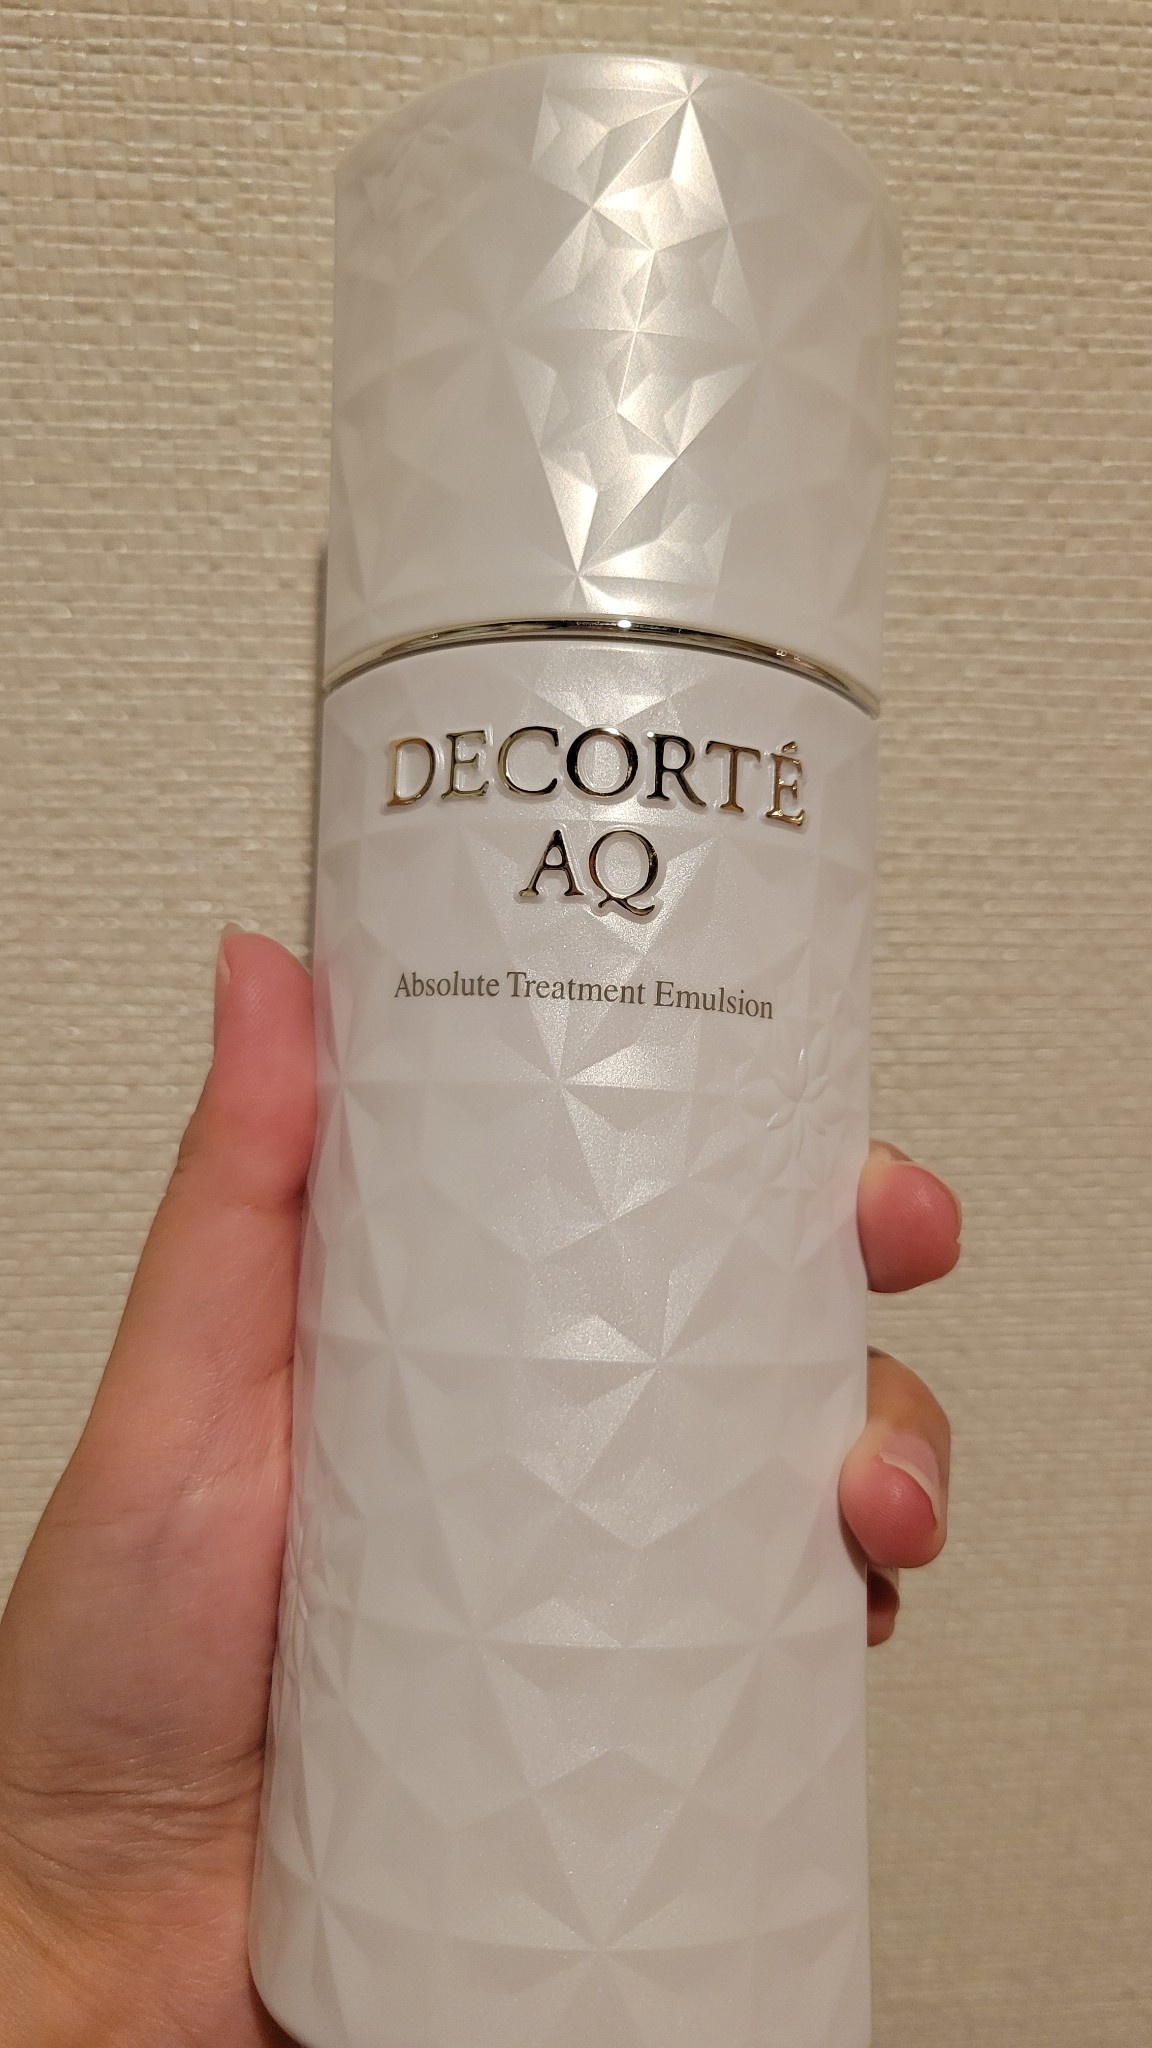 DECORTÉ
AQ
Absolute Treatment Emulsion